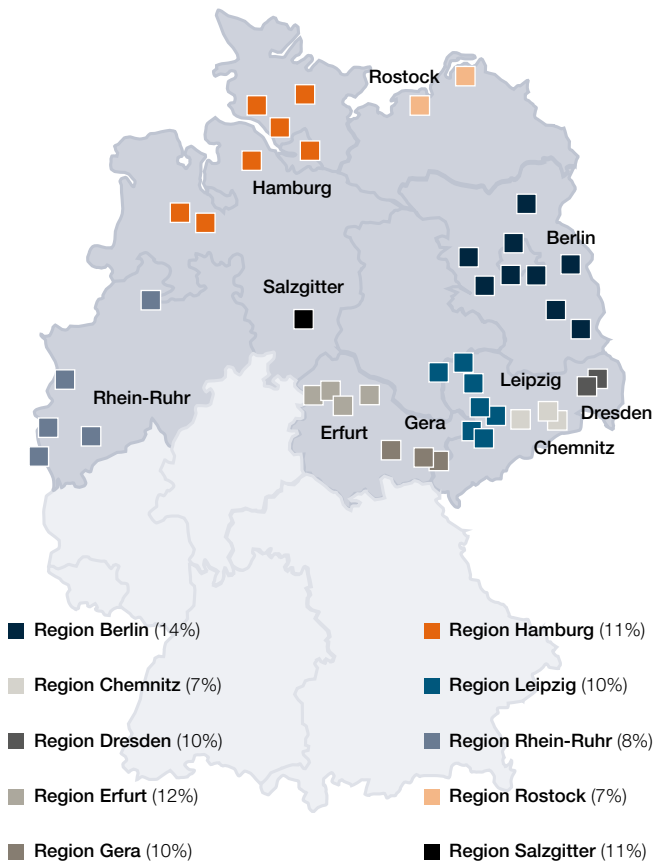 Rostock
Hamburg
Berlin
Salzgitter
Rhein-Ruhr
Leipzig
Dresden
Erfurt
Gera
Chemnitz
Region Berlin (14%)
Region Chemnitz (7%)
Region Dresden (10%)
Region Erfurt (12%)
Region Gera (10%)
Region Hamburg (11%)
Region Leipzig (10%)
Region Rhein-Ruhr (8%)
Region Rostock (7%)
Region Salzgitter (11%)